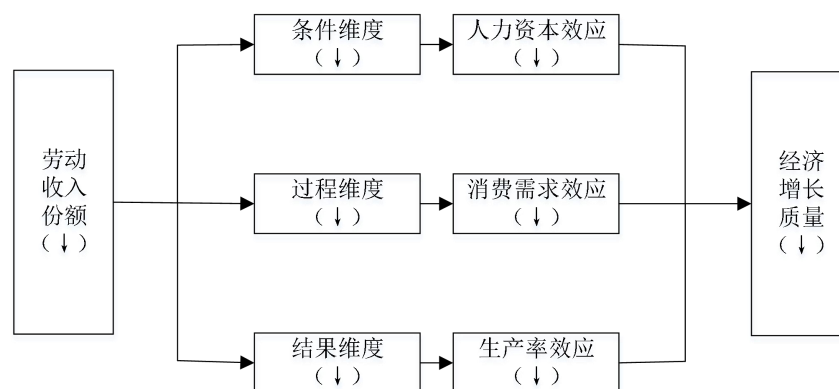 劳动
收入
份额
(↓)
条件维度
(↓)
人力资本效应
(↓)
过程维度
(↓)
消费需求效应
(↓)
结果维度
(↓)
生产率效应
(↓)
经济
增长
质量
(↓)